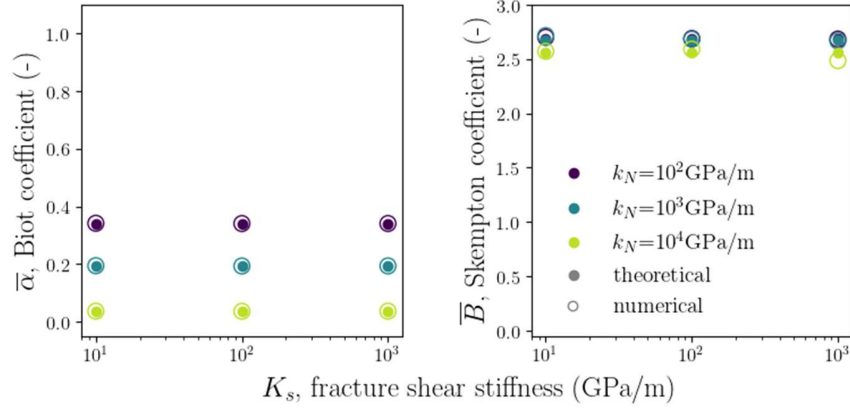 1.0
0.8
0.6
0.4
0.2
0.0
α, Biot coefficient (-)
10¹
10²
10³
3.0
2.5
2.0
1.5
1.0
0.5
0.0
B, Skempton coefficient (-)
k_N=10²GPa/m
k_N=10³GPa/m
k_N=10⁴GPa/m
theoretical
numerical
10¹
10²
10³
K_s, fracture shear stiffness (GPa/m)